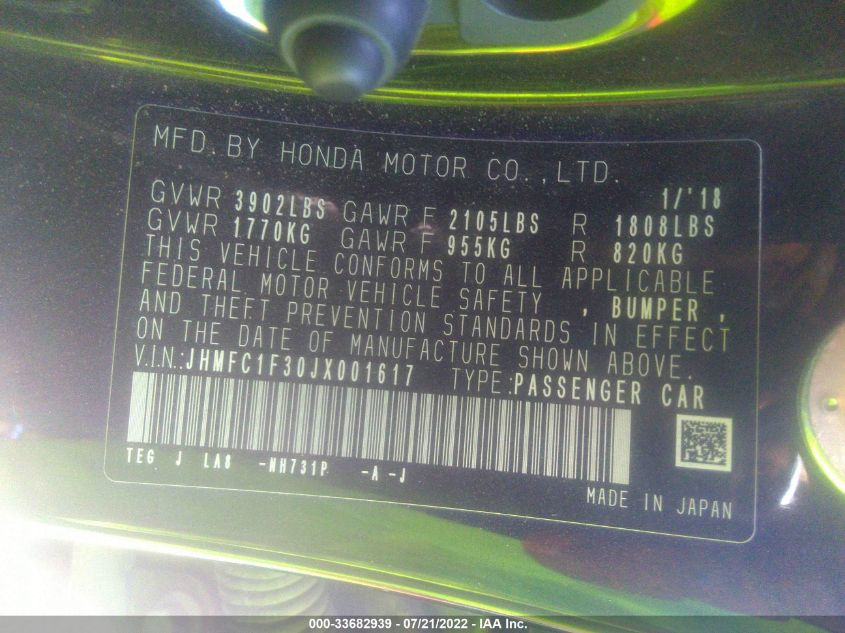 MFD. BY HONDA MOTOR CO., LTD.
1/'18
GVWR 3902LBS GAWR F 2105LBS R 1808LBS
GVWR 1770KG GAWR F 955KG R 820KG
THIS VEHICLE CONFORMS TO ALL APPLICABLE
FEDERAL MOTOR VEHICLE SAFETY , BUMPER ,
AND THEFT PREVENTION STANDARDS IN EFFECT
ON THE DATE OF MANUFACTURE SHOWN ABOVE.
V.I.N.:JHMFC1F30JX001617 TYPE:PASSENGER CAR
TEG J LA8 -NH731P -A -J
MADE IN JAPAN
000-33682939 - 07/21/2022 - IAA Inc.